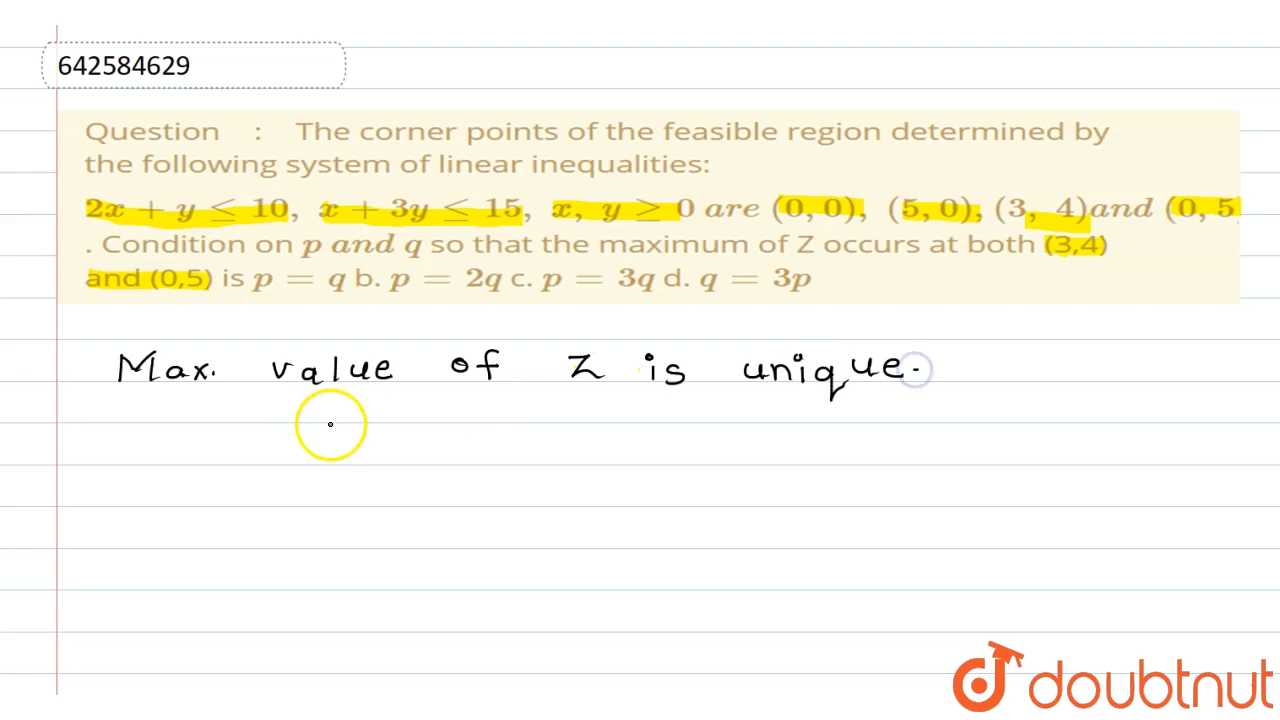 642584629
Question : The corner points of the feasible region determined by
the following system of linear inequalities:
2x + y ≤ 10, x + 3y ≤ 15, x, y ≥ 0 are (0, 0), (5, 0), (3, 4)and (0, 5)
. Condition on p and q so that the maximum of Z occurs at both (3,4)
and (0,5) is p = q b. p = 2q c. p = 3q d. q = 3p
Max. value of Z is unique.
doubtnut